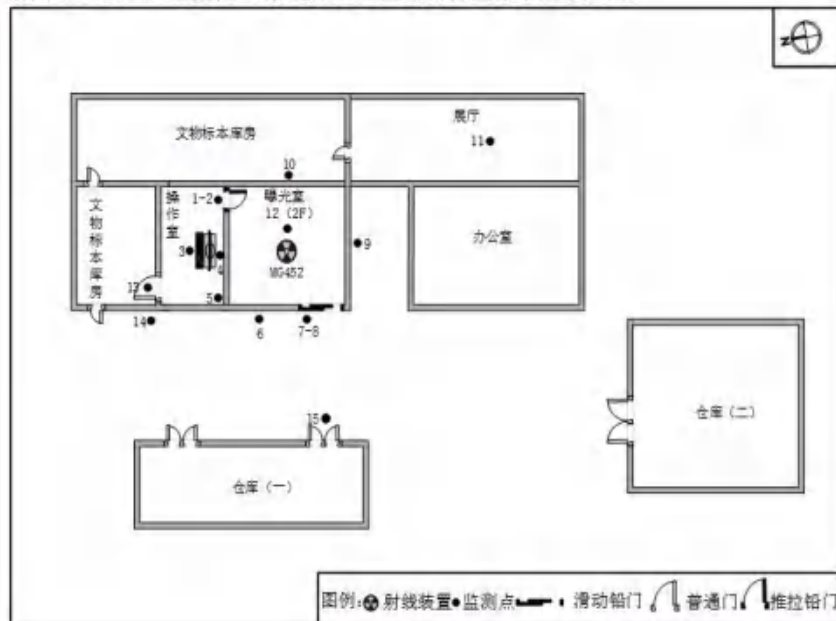 N
文物标本库房
展厅
11
10
文物标本库房
操作室
1-2
曝光室
12（2F）
3
4
MG452
9
办公室
13
5
14
6
7-8
15
仓库（一）
仓库（二）
图例: 射线装置 监测点 滑动铅门 普通门 推拉铅门